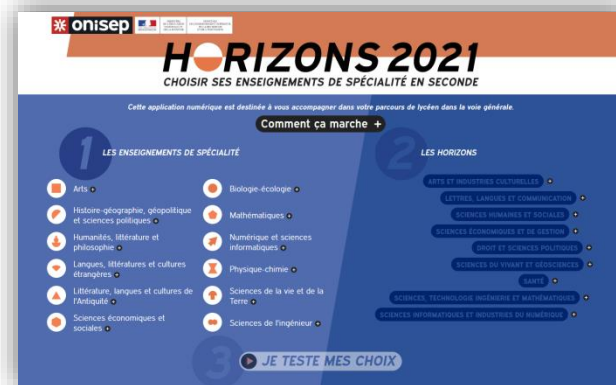 onisep
HORIZONS 2021
CHOISIR SES ENSEIGNEMENTS DE SPÉCIALITÉ EN SECONDE
Cette application numérique est destinée à vous accompagner dans votre parcours de lycéen dans la voie générale.
Comment ça marche +
1
LES ENSEIGNEMENTS DE SPÉCIALITÉ
Arts +
Histoire-géographie, géopolitique
et sciences politiques +
Humanités, littérature et
philosophie +
Langues, littératures et cultures
étrangères +
Littérature, langues et cultures de
l'Antiquité +
Sciences économiques et
sociales +
Biologie-écologie +
Mathématiques +
Numérique et sciences
informatiques +
Physique-chimie +
Sciences de la vie et de la
Terre +
Sciences de l'ingénieur +
2
LES HORIZONS
ARTS ET INDUSTRIES CULTURELLES +
LETTRES, LANGUES ET COMMUNICATION +
SCIENCES HUMAINES ET SOCIALES +
SCIENCES ÉCONOMIQUES ET DE GESTION +
DROIT ET SCIENCES POLITIQUES +
SCIENCES DU VIVANT ET GÉOSCIENCES +
SANTÉ +
SCIENCES, TECHNOLOGIE INGÉNIERIE ET MATHÉMATIQUES +
SCIENCES INFORMATIQUES ET INDUSTRIES DU NUMÉRIQUE +
3
JE TESTE MES CHOIX